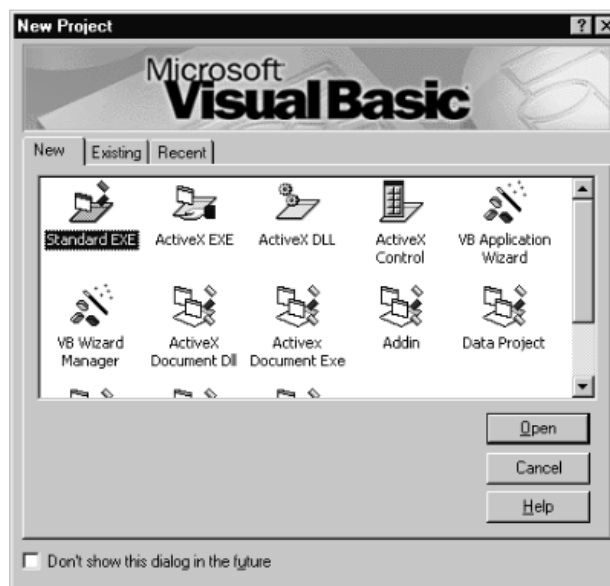 New Project
Microsoft
Visual Basic
New Existing Recent
Standard EXE ActiveX EXE ActiveX DLL ActiveX Control VB Application Wizard
VB Wizard Manager ActiveX Document Dll Activex Document Exe Addin Data Project
Open
Cancel
Help
Don't show this dialog in the future